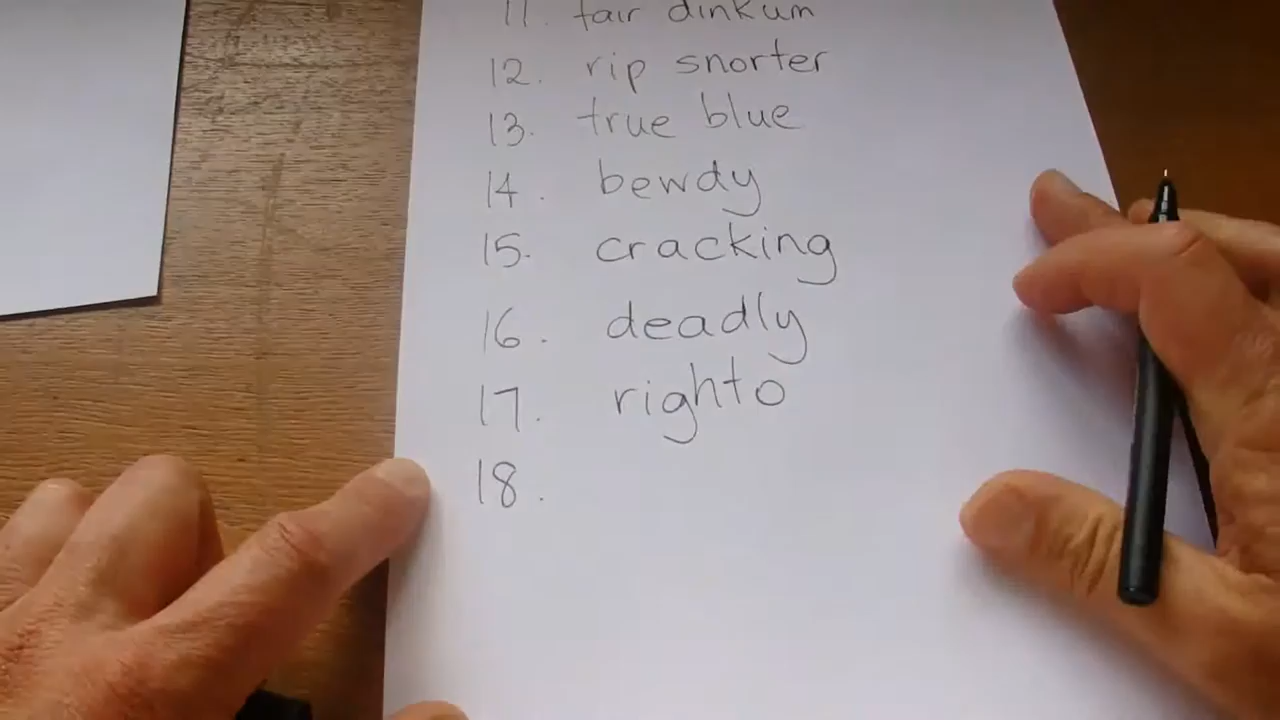 11. fair dinkum
12. rip snorter
13. true blue
14. bewdy
15. cracking
16. deadly
17. righto
18.